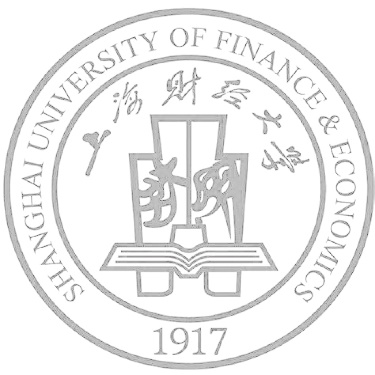 SHANGHAI UNIVERSITY OF FINANCE & ECONOMICS
上海财经大学
1917